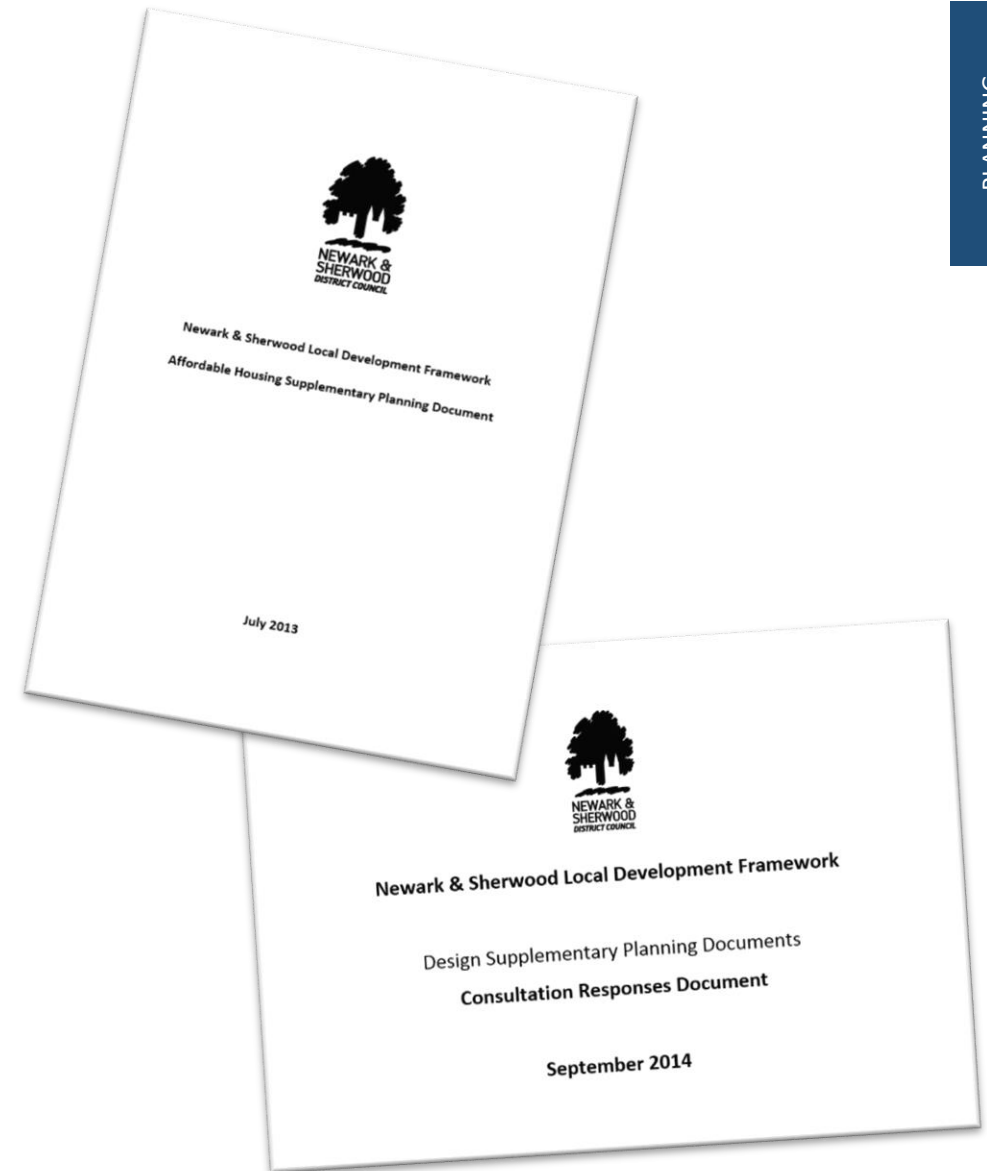 PLANNING
NEWARK &
SHERWOOD
DISTRICT COUNCIL
Newark & Sherwood Local Development Framework
Affordable Housing Supplementary Planning Document
July 2013
NEWARK &
SHERWOOD
DISTRICT COUNCIL
Newark & Sherwood Local Development Framework
Design Supplementary Planning Documents
Consultation Responses Document
September 2014